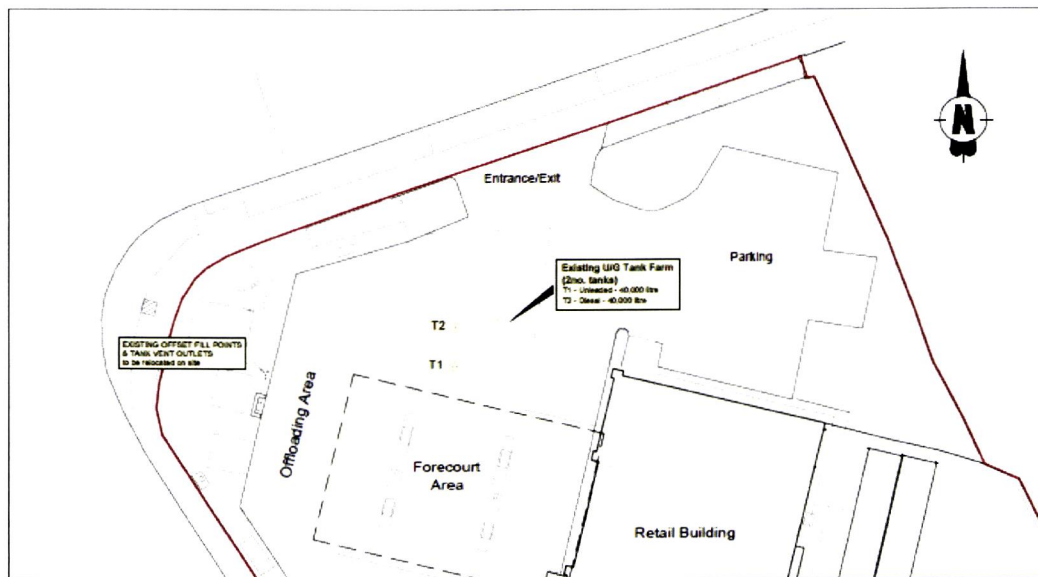 N
Entrance/Exit
Existing U/G Tank Farm
(2no. tanks)
T1 - Unleaded - 40,000 litre
T2 - Diesel - 40,000 litre
Parking
T2
T1
EXISTING OFFSET FILL POINTS
& TANK VENT OUTLETS
to be relocated on site
Offloading Area
Forecourt
Area
Retail Building